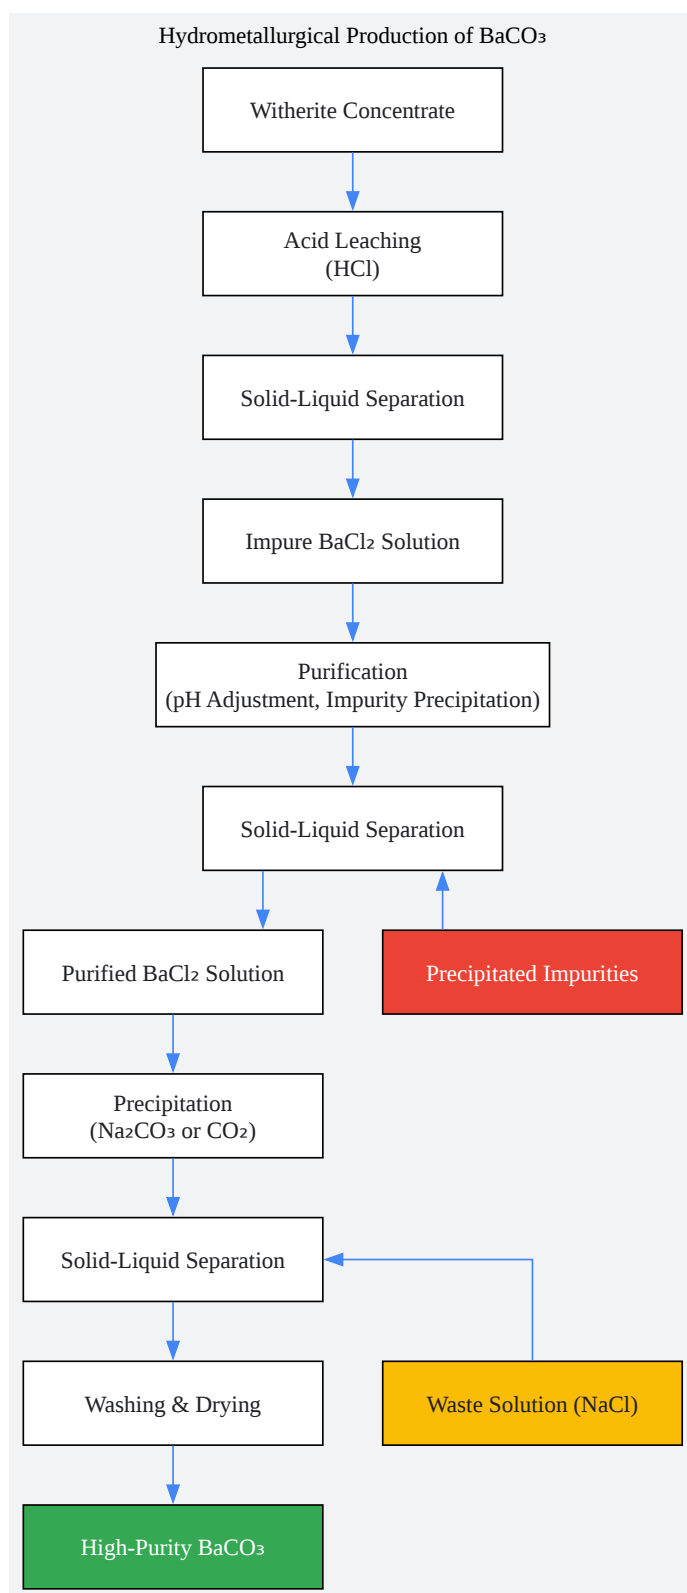 Hydrometallurgical Production of BaCO₃
Witherite Concentrate
Acid Leaching
(HCl)
Solid-Liquid Separation
Impure BaCl₂ Solution
Purification
(pH Adjustment, Impurity Precipitation)
Solid-Liquid Separation
Purified BaCl₂ Solution
Precipitated Impurities
Precipitation
(Na₂CO₃ or CO₂)
Solid-Liquid Separation
Washing & Drying
Waste Solution (NaCl)
High-Purity BaCO₃